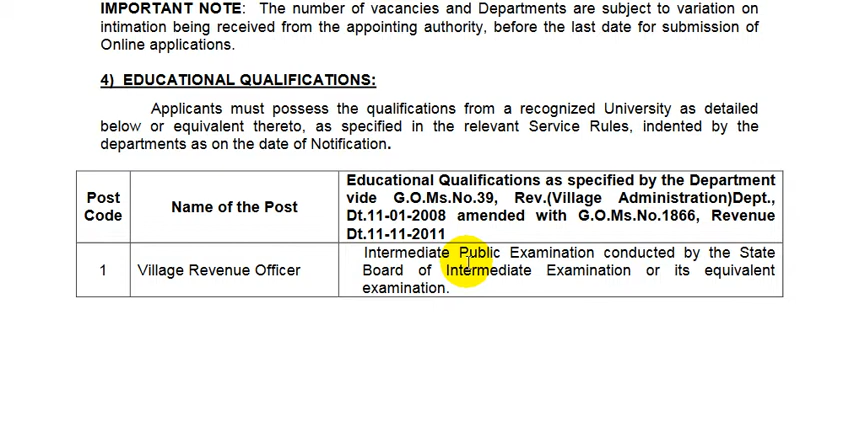 IMPORTANT NOTE: The number of vacancies and Departments are subject to variation on
intimation being received from the appointing authority, before the last date for submission of
Online applications.
4) EDUCATIONAL QUALIFICATIONS:
Applicants must possess the qualifications from a recognized University as detailed
below or equivalent thereto, as specified in the relevant Service Rules, indented by the
departments as on the date of Notification.
Post
Code
Name of the Post
Educational Qualifications as specified by the Department
vide G.O.Ms.No.39, Rev.(Village Administration)Dept.,
Dt.11-01-2008 amended with G.O.Ms.No.1866, Revenue
Dt.11-11-2011
1
Village Revenue Officer
Intermediate Public Examination conducted by the State
Board of Intermediate Examination or its equivalent
examination.